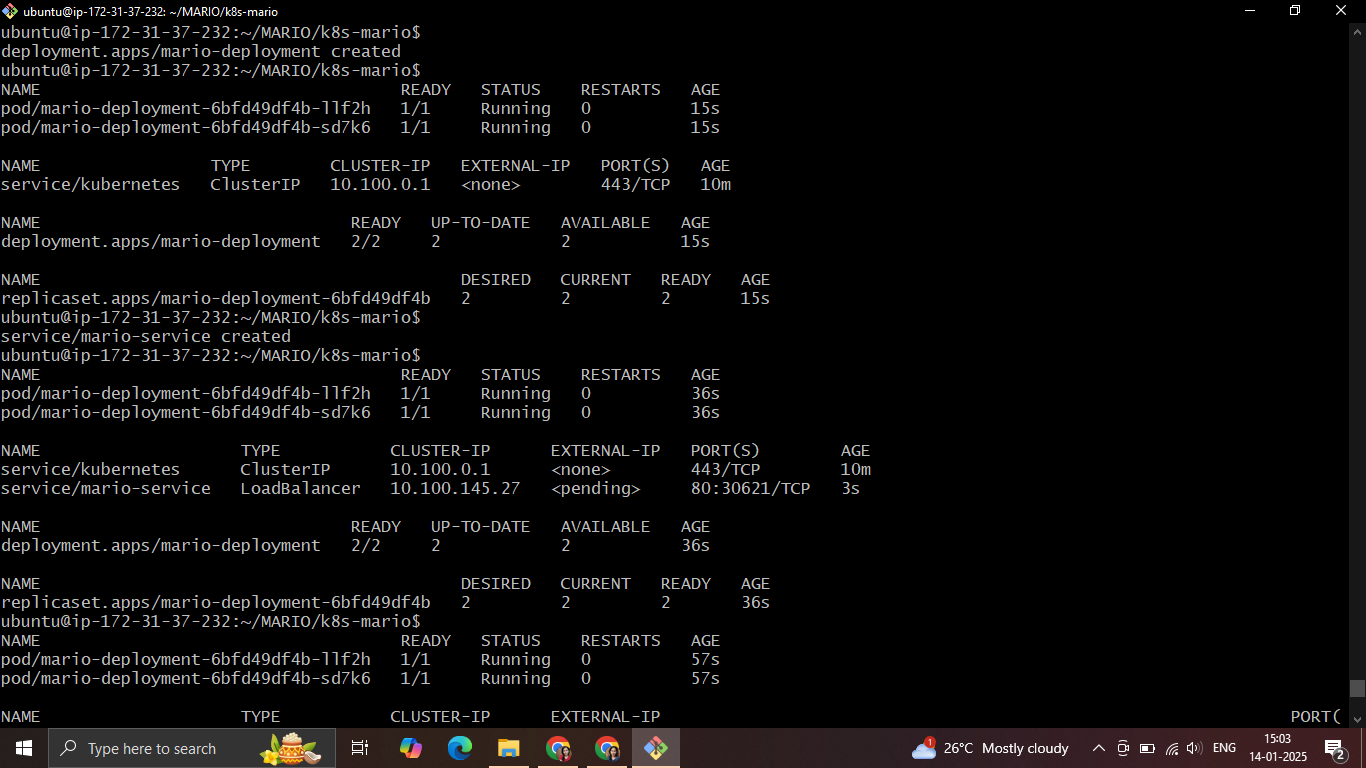 ubuntu@ip-172-31-37-232: ~/MARIO/k8s-mario
ubuntu@ip-172-31-37-232:~/MARIO/k8s-mario$
deployment.apps/mario-deployment created
ubuntu@ip-172-31-37-232:~/MARIO/k8s-mario$
NAME READY STATUS RESTARTS AGE
pod/mario-deployment-6bfd49df4b-llf2h 1/1 Running 0 15s
pod/mario-deployment-6bfd49df4b-sd7k6 1/1 Running 0 15s
NAME TYPE CLUSTER-IP EXTERNAL-IP PORT(S) AGE
service/kubernetes ClusterIP 10.100.0.1 <none> 443/TCP 10m
NAME READY UP-TO-DATE AVAILABLE AGE
deployment.apps/mario-deployment 2/2 2 2 15s
NAME DESIRED CURRENT READY AGE
replicaset.apps/mario-deployment-6bfd49df4b 2 2 2 15s
ubuntu@ip-172-31-37-232:~/MARIO/k8s-mario$
service/mario-service created
ubuntu@ip-172-31-37-232:~/MARIO/k8s-mario$
NAME READY STATUS RESTARTS AGE
pod/mario-deployment-6bfd49df4b-llf2h 1/1 Running 0 36s
pod/mario-deployment-6bfd49df4b-sd7k6 1/1 Running 0 36s
NAME TYPE CLUSTER-IP EXTERNAL-IP PORT(S) AGE
service/kubernetes ClusterIP 10.100.0.1 <none> 443/TCP 10m
service/mario-service LoadBalancer 10.100.145.27 <pending> 80:30621/TCP 3s
NAME READY UP-TO-DATE AVAILABLE AGE
deployment.apps/mario-deployment 2/2 2 2 36s
NAME DESIRED CURRENT READY AGE
replicaset.apps/mario-deployment-6bfd49df4b 2 2 2 36s
ubuntu@ip-172-31-37-232:~/MARIO/k8s-mario$
NAME READY STATUS RESTARTS AGE
pod/mario-deployment-6bfd49df4b-llf2h 1/1 Running 0 57s
pod/mario-deployment-6bfd49df4b-sd7k6 1/1 Running 0 57s
NAME TYPE CLUSTER-IP EXTERNAL-IP PORT(
Type here to search
1
26°C Mostly cloudy
ENG
15:03
14-01-2025
2